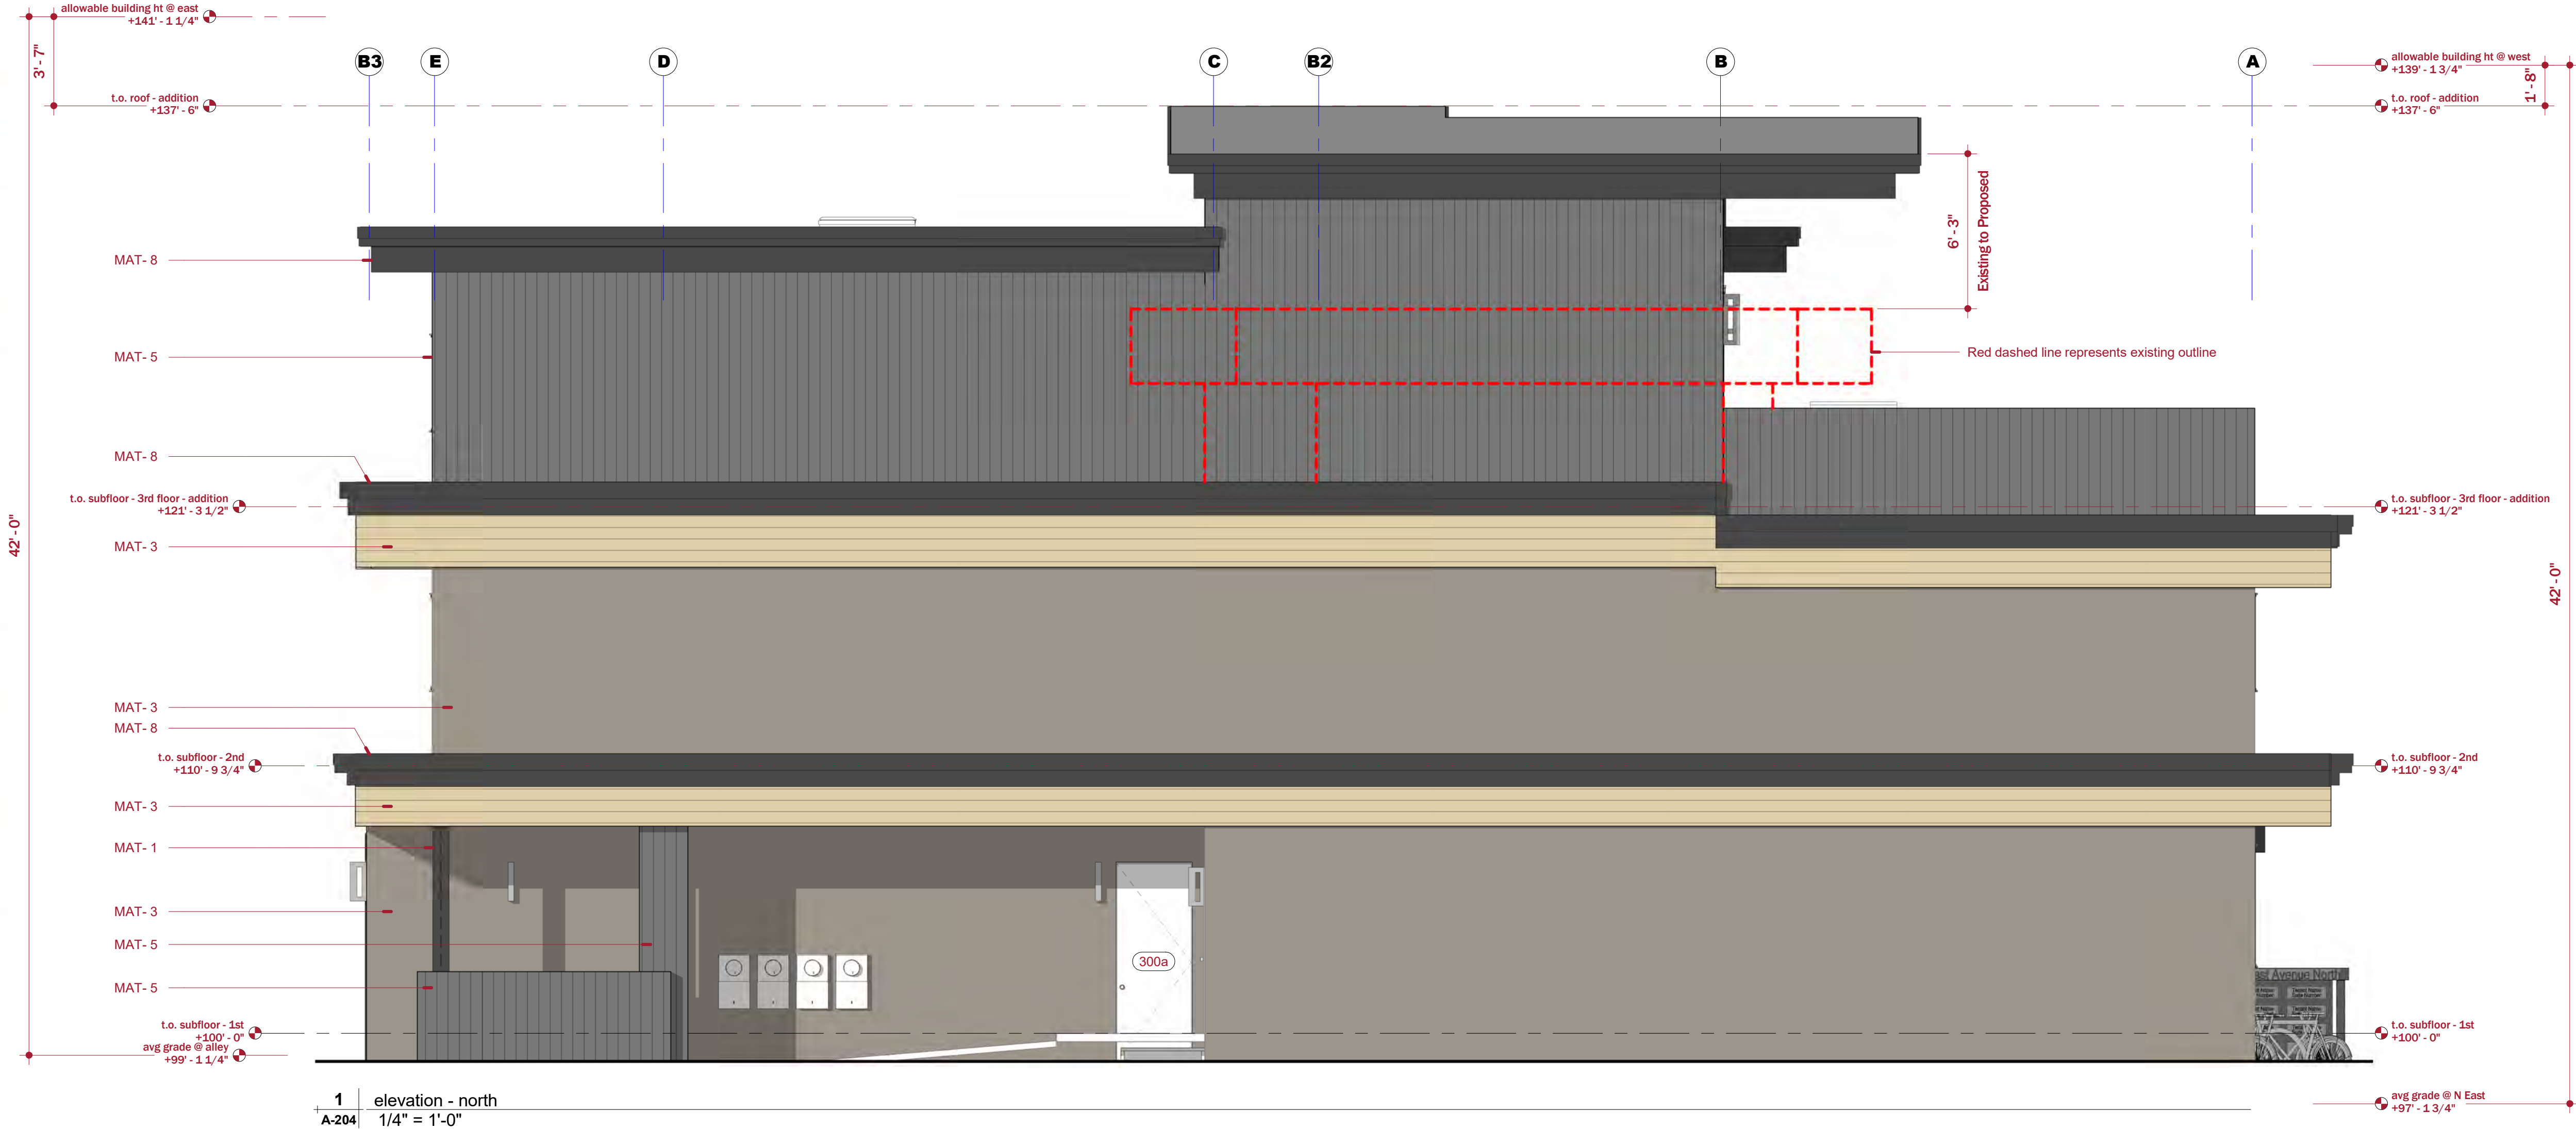 allowable building ht @ east
+141' - 1 1/4"
3' - 7"
t.o. roof - addition
+137' - 6"
B3
E
D
C
B2
B
A
allowable building ht @ west
+139' - 1 3/4"
1' - 8"
t.o. roof - addition
+137' - 6"
6' - 3"
Existing to Proposed
MAT- 8
MAT- 5
Red dashed line represents existing outline
MAT- 8
t.o. subfloor - 3rd floor - addition
+121' - 3 1/2"
t.o. subfloor - 3rd floor - addition
+121' - 3 1/2"
42' - 0"
MAT- 3
42' - 0"
MAT- 3
MAT- 8
t.o. subfloor - 2nd
+110' - 9 3/4"
t.o. subfloor - 2nd
+110' - 9 3/4"
MAT- 3
MAT- 1
MAT- 3
MAT- 5
300a
MAT- 5
ast Avenue North
t.o. subfloor - 1st
+100' - 0"
avg grade @ alley
+99' - 1 1/4"
t.o. subfloor - 1st
+100' - 0"
1
elevation - north
A-204
1/4" = 1'-0"
avg grade @ N East
+97' - 1 3/4"